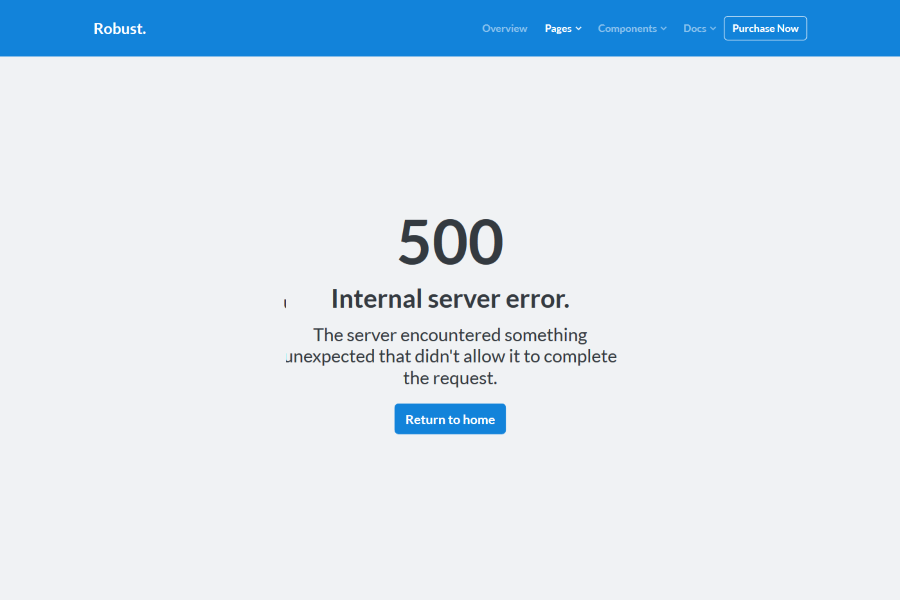 Robust.
Overview Pages Components Docs Purchase Now
500
Internal server error.
The server encountered something
unexpected that didn't allow it to complete
the request.
Return to home